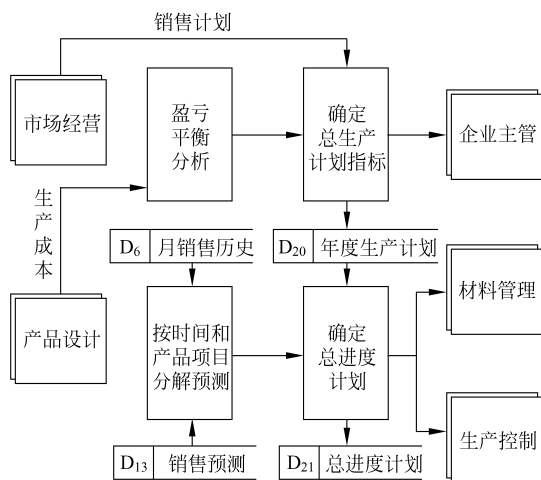 销售计划
市场经营
盈亏
平衡
分析
确定
总生产
计划指标
企业主管
生产成本
D6 月销售历史
D20 年度生产计划
产品设计
按时间和
产品项目
分解预测
确定
总进度
计划
材料管理
生产控制
D13 销售预测
D21 总进度计划